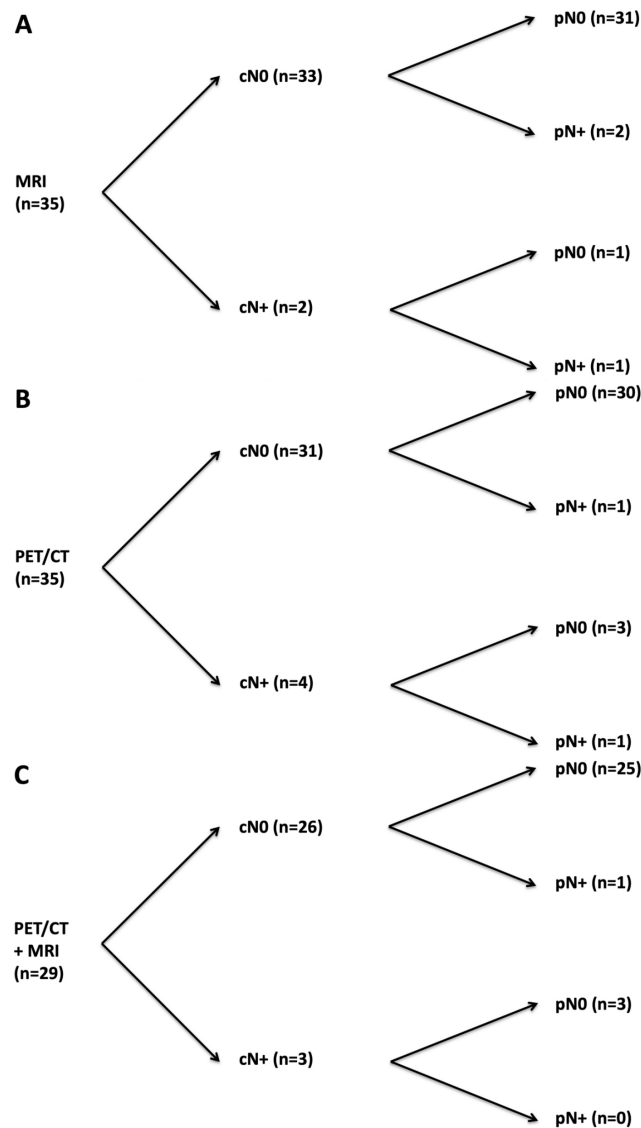 A
pN0 (n=31)
cN0 (n=33)
pN+ (n=2)
MRI
(n=35)
pN0 (n=1)
cN+ (n=2)
pN+ (n=1)
B
pN0 (n=30)
cN0 (n=31)
pN+ (n=1)
PET/CT
(n=35)
pN0 (n=3)
cN+ (n=4)
pN+ (n=1)
C
pN0 (n=25)
cN0 (n=26)
pN+ (n=1)
PET/CT
+ MRI
(n=29)
pN0 (n=3)
cN+ (n=3)
pN+ (n=0)